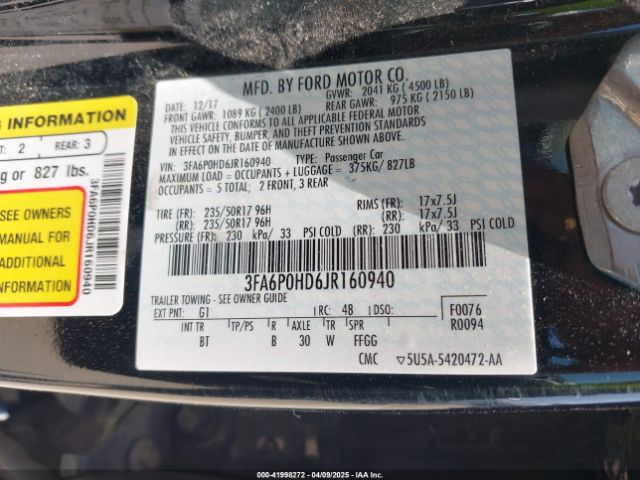 G INFORMATION
2 REAR: 3
g or 827 lbs.
SEE OWNERS
MANUAL FOR
ADDITIONAL
INFORMATION
3FA6P0HD6JR160940
MFD. BY FORD MOTOR CO.
DATE: 12/17 GVWR: 2041 KG ( 4500 LB)
FRONT GAWR: 1089 KG ( 2400 LB) REAR GAWR: 975 KG ( 2150 LB)
THIS VEHICLE CONFORMS TO ALL APPLICABLE FEDERAL MOTOR
VEHICLE SAFETY, BUMPER, AND THEFT PREVENTION STANDARDS
IN EFFECT ON THE DATE OF MANUFACTURE SHOWN ABOVE.
VIN: 3FA6P0HD6JR160940 TYPE: Passenger Car
MAXIMUM LOAD = OCCUPANTS + LUGGAGE = 375KG/ 827LB
OCCUPANTS = 5 TOTAL; 2 FRONT, 3 REAR
TIRE (FR): 235/50R17 96H RIMS (FR): 17x7.5J
(RR): 235/50R17 96H (RR): 17x7.5J
PRESSURE (FR): 230 kPa/ 33 PSI COLD (RR): 230 kPa/ 33 PSI COLD
3FA6P0HD6JR160940
TRAILER TOWING - SEE OWNER GUIDE
EXT PNT: G1 RC: 48 DSO: F0076
INT TR TP/PS R AXLE TR SPR R0094
BT B 30 W FFGG
CMC 5U5A-5420472-AA
000-41998272 - 04/09/2025 - IAA Inc.